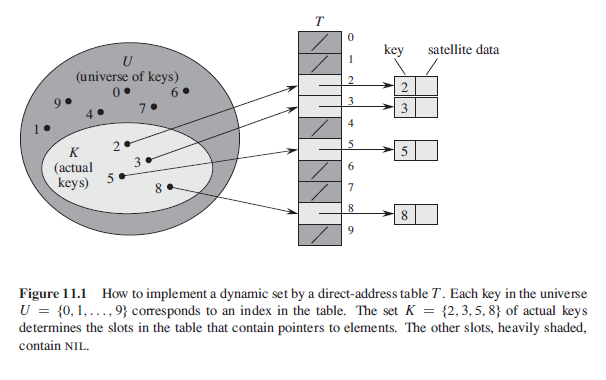 T
U
(universe of keys)
0
6
9
4
7
1
2
K
(actual
keys)
3
5
8
0
1
2
3
4
5
6
7
8
9
key satellite data
2
3
5
8
Figure 11.1 How to implement a dynamic set by a direct-address table T. Each key in the universe
U = {0, 1, . . . , 9} corresponds to an index in the table. The set K = {2, 3, 5, 8} of actual keys
determines the slots in the table that contain pointers to elements. The other slots, heavily shaded,
contain NIL.